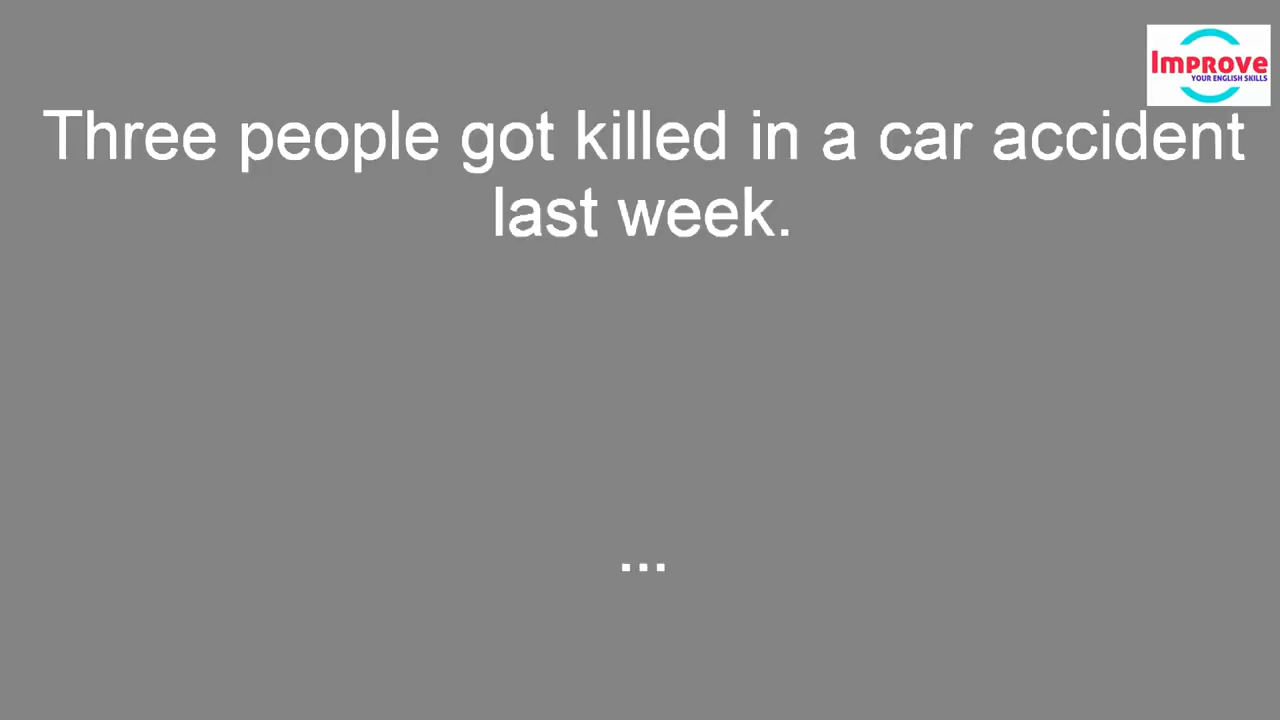 Improve
YOUR ENGLISH SKILLS
Three people got killed in a car accident
last week.
...